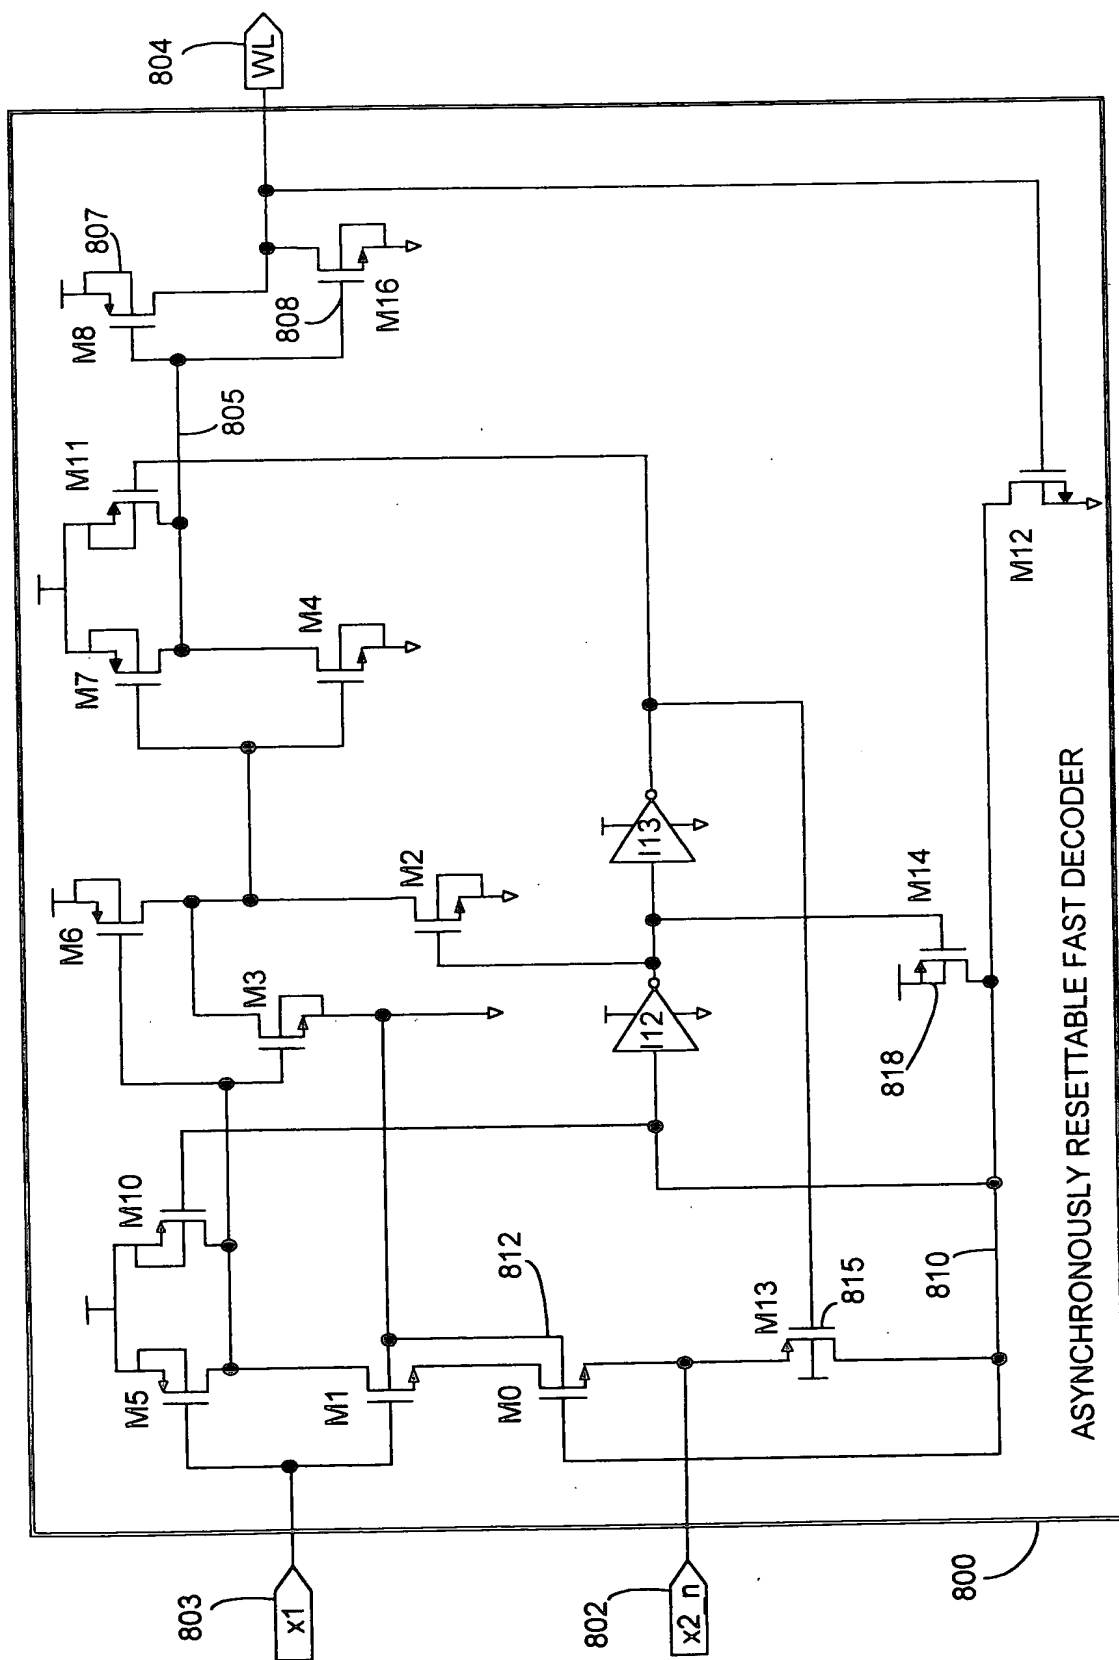 804
WL
807
M8
808
M16
805
M11
M7
M4
M6
M3
M2
M10
M5
M1
M0
812
I12
I13
M14
818
M13
815
810
M12
803
x1
802
x2_n
800
ASYNCHRONOUSLY RESETTABLE FAST DECODER